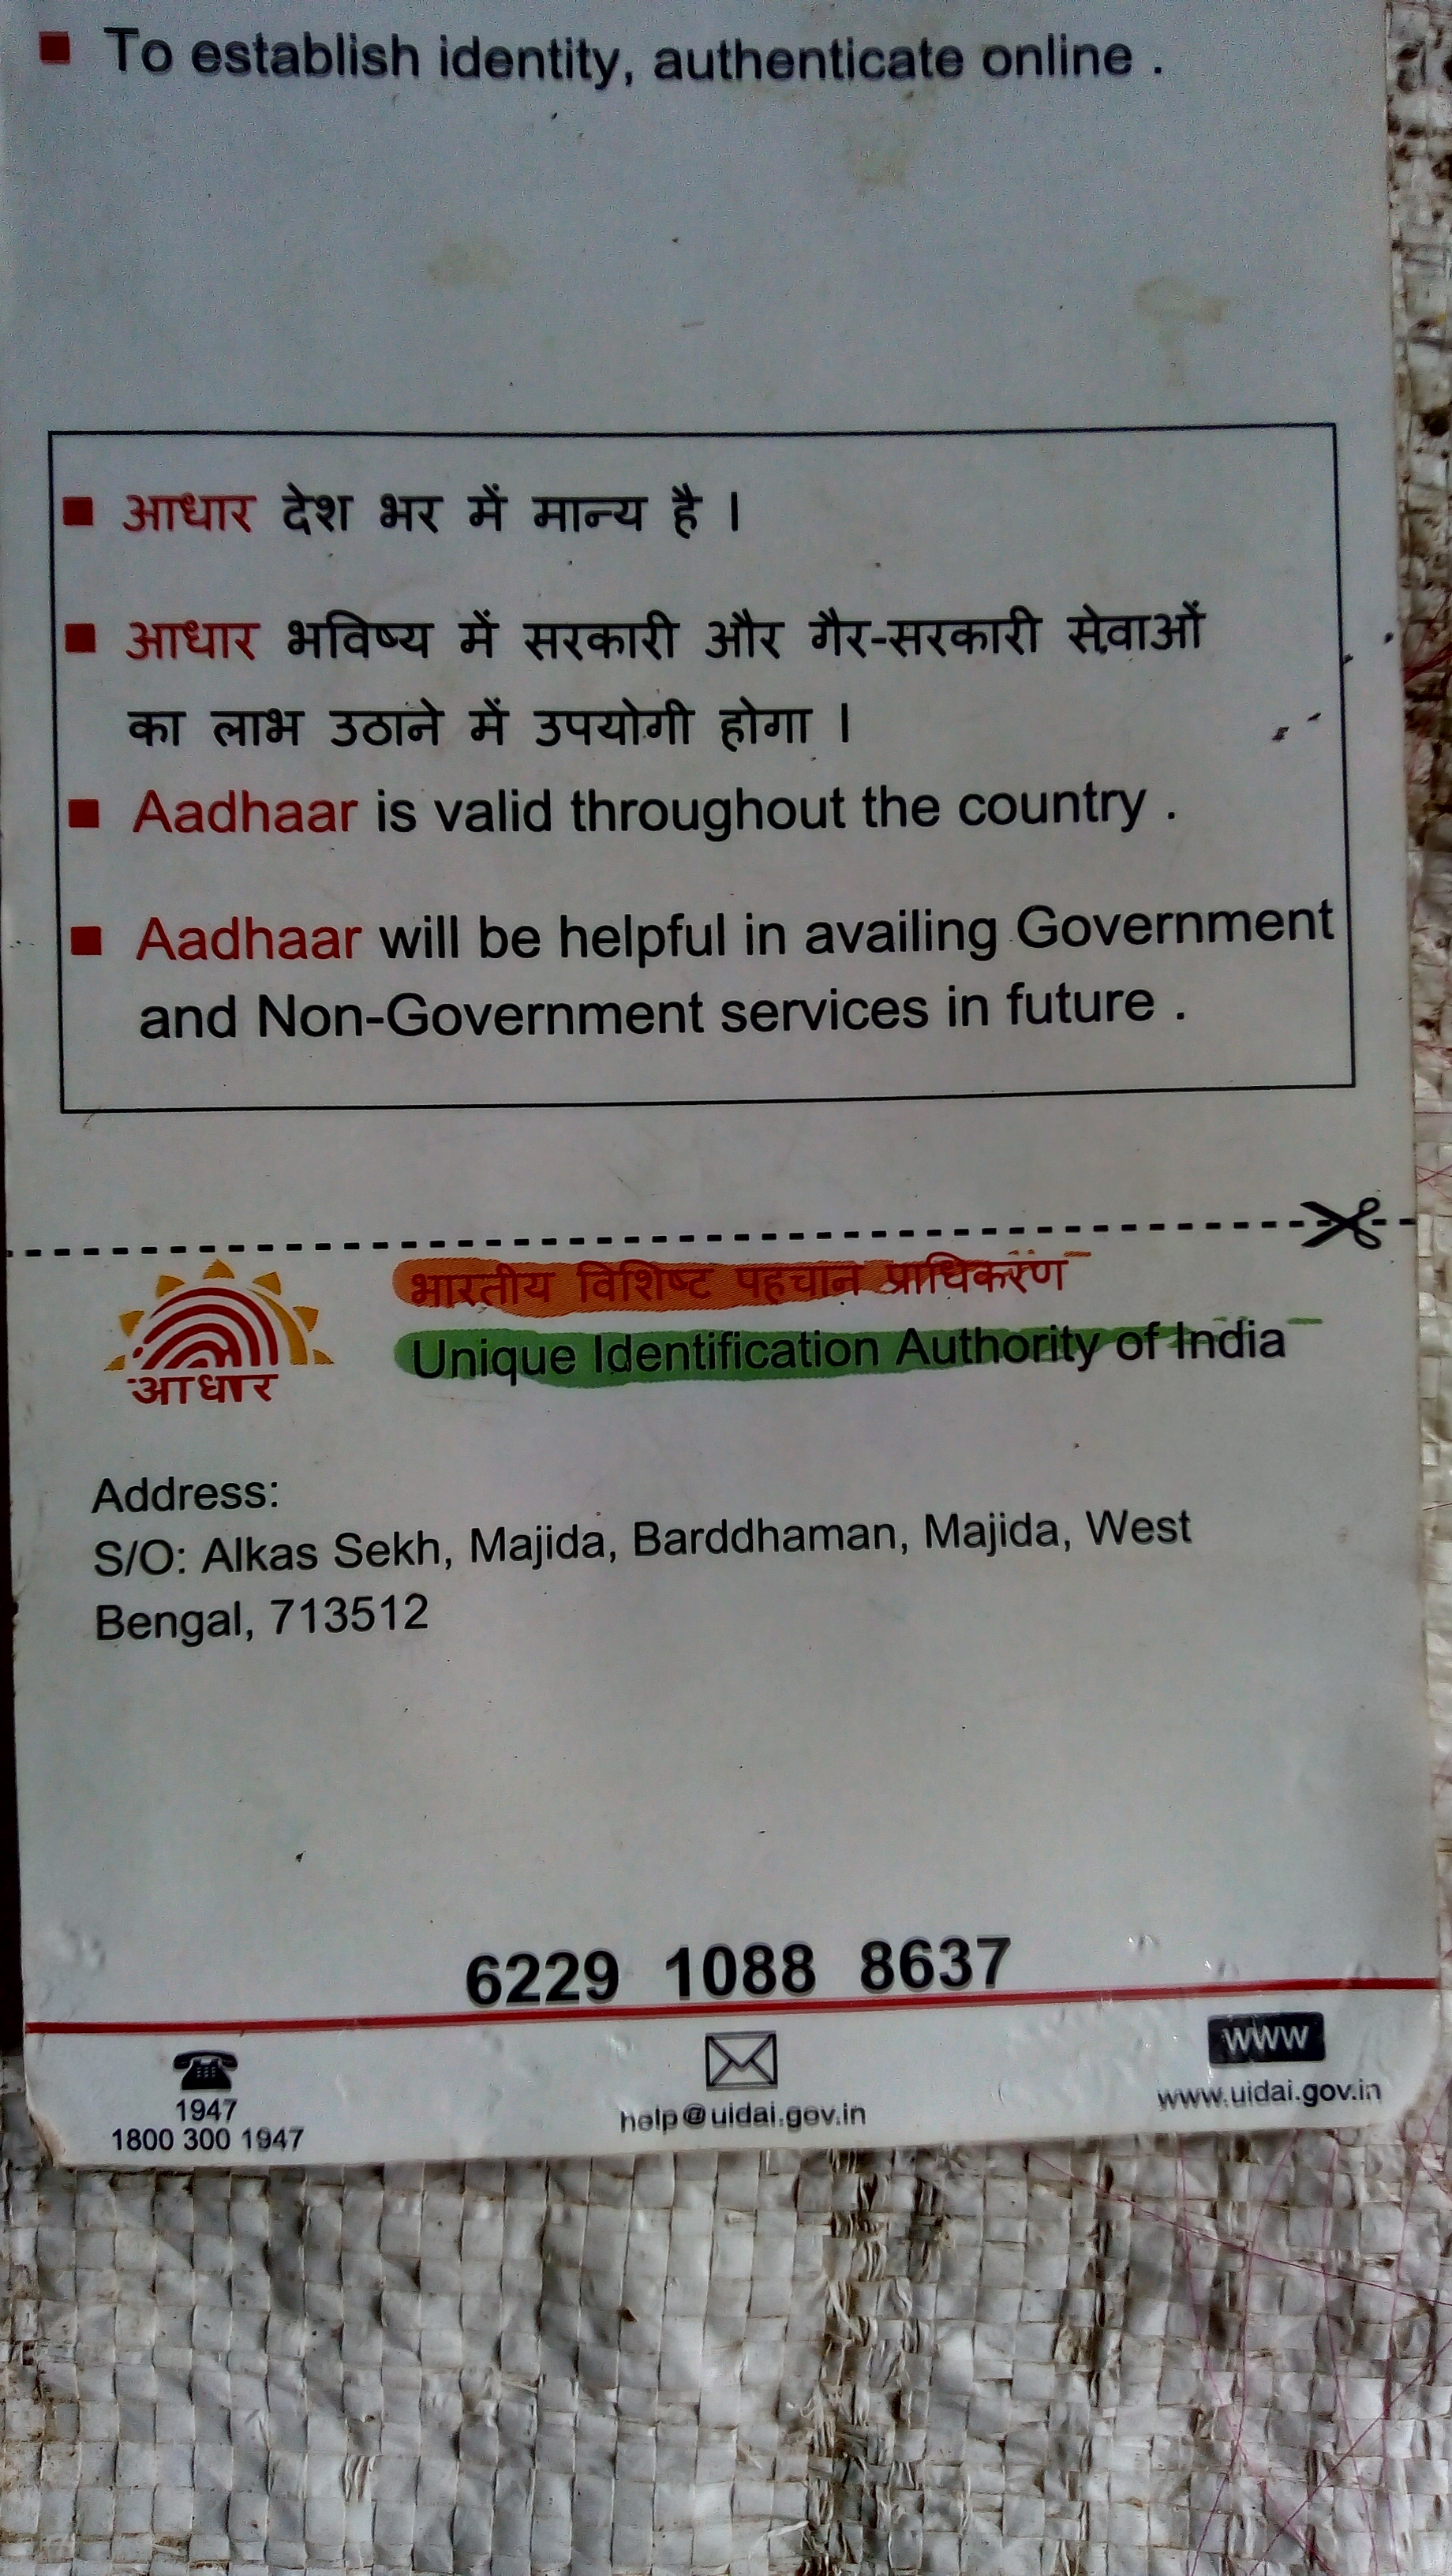 To establish identity, authenticate online .
आधार देश भर में मान्य है ।
आधार भविष्य में सरकारी और गैर-सरकारी सेवाओं
का लाभ उठाने में उपयोगी होगा ।
Aadhaar is valid throughout the country .
Aadhaar will be helpful in availing Government
and Non-Government services in future .
भारतीय विशिष्ट पहचान प्राधिकरण
Unique Identification Authority of India
आधार
Address:
S/O: Alkas Sekh, Majida, Barddhaman, Majida, West
Bengal, 713512
6229 1088 8637
1947
1800 300 1947
help@uidai.gov.in
WWW
www.uidai.gov.in